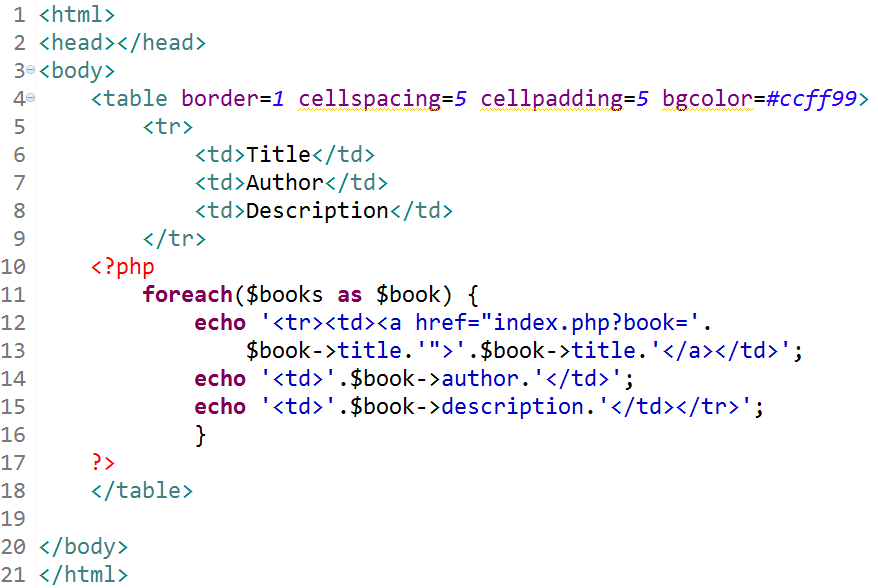 1 <html>
2 <head></head>
3 <body>
4     <table border=1 cellspacing=5 cellpadding=5 bgcolor=#ccff99>
5         <tr>
6             <td>Title</td>
7             <td>Author</td>
8             <td>Description</td>
9         </tr>
10     <?php
11         foreach($books as $book) {
12             echo '<tr><td><a href="index.php?book='.
13                 $book->title.'">'.$book->title.'</a></td>';
14             echo '<td>'.$book->author.'</td>';
15             echo '<td>'.$book->description.'</td></tr>';
16             }
17     ?>
18     </table>
19
20 </body>
21 </html>